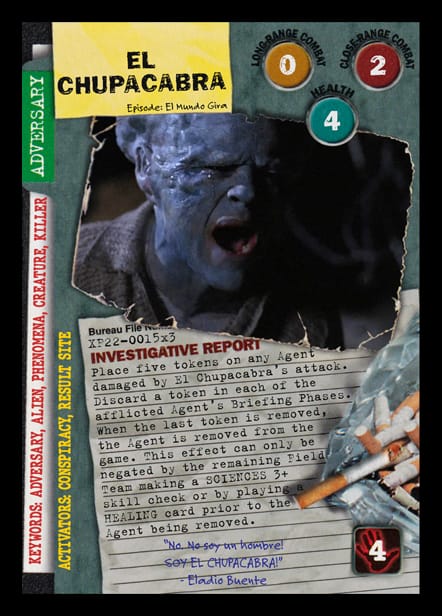 EL
CHUPACABRA
Episode: El Mundo Gira
LONG-RANGE COMBAT
0
CLOSE-RANGE COMBAT
2
HEALTH
4
ADVERSARY
KEYWORDS: ADVERSARY, ALIEN, PHENOMENA, CREATURE, KILLER
ACTIVATORS: CONSPIRACY, RESULT SITE
Bureau File
XF22-0015x3
INVESTIGATIVE REPORT
Place five tokens on any Agent
damaged by El Chupacabra's attack.
Discard a token in each of the
afflicted Agent's Briefing Phases.
When the last token is removed,
the Agent is removed from the
game. This effect can only be
negated by the remaining Field
Team making a SCIENCES 3+
skill check or by playing a
HEALING card prior to the
Agent being removed.
"No. No soy un hombre!
SOY EL CHUPACABRA!"
- Eladio Buente
4